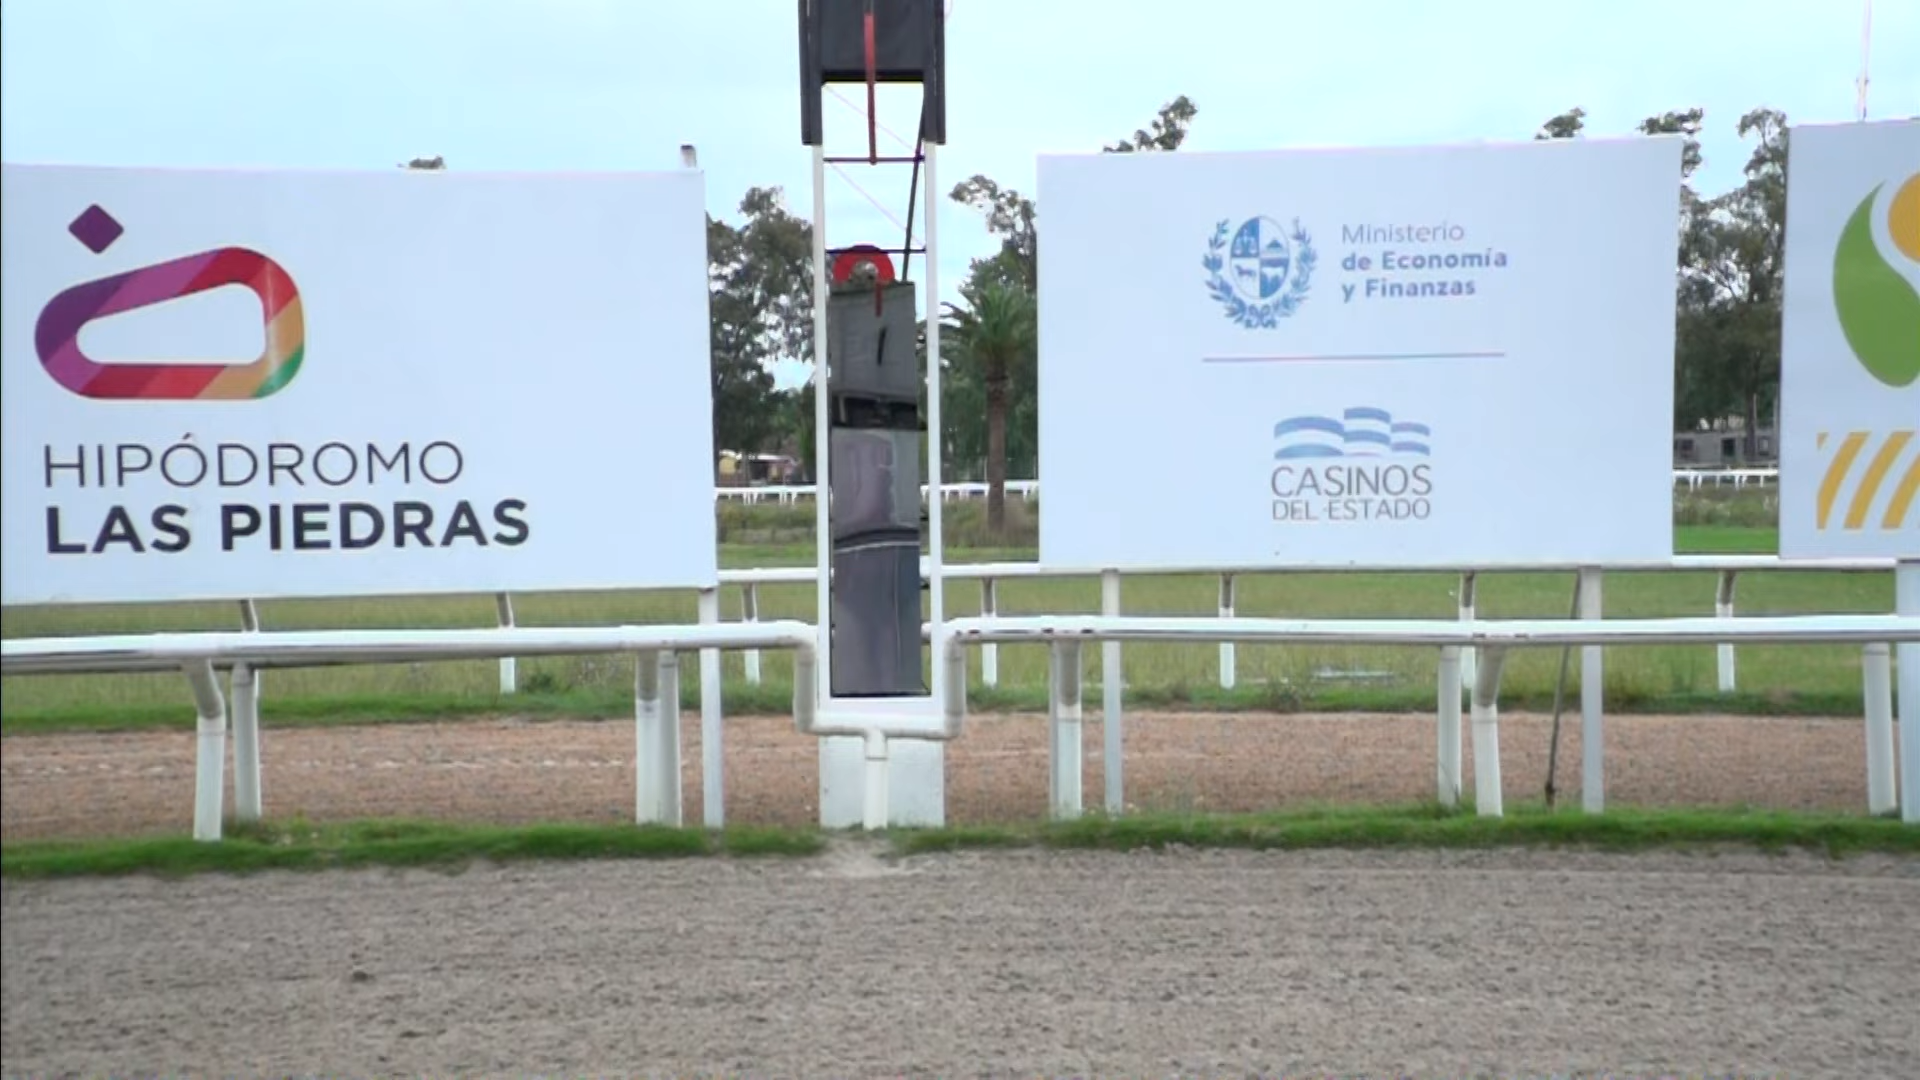 HIPÓDROMO
LAS PIEDRAS
Ministerio
de Economía
y Finanzas
CASINOS
DEL ESTADO